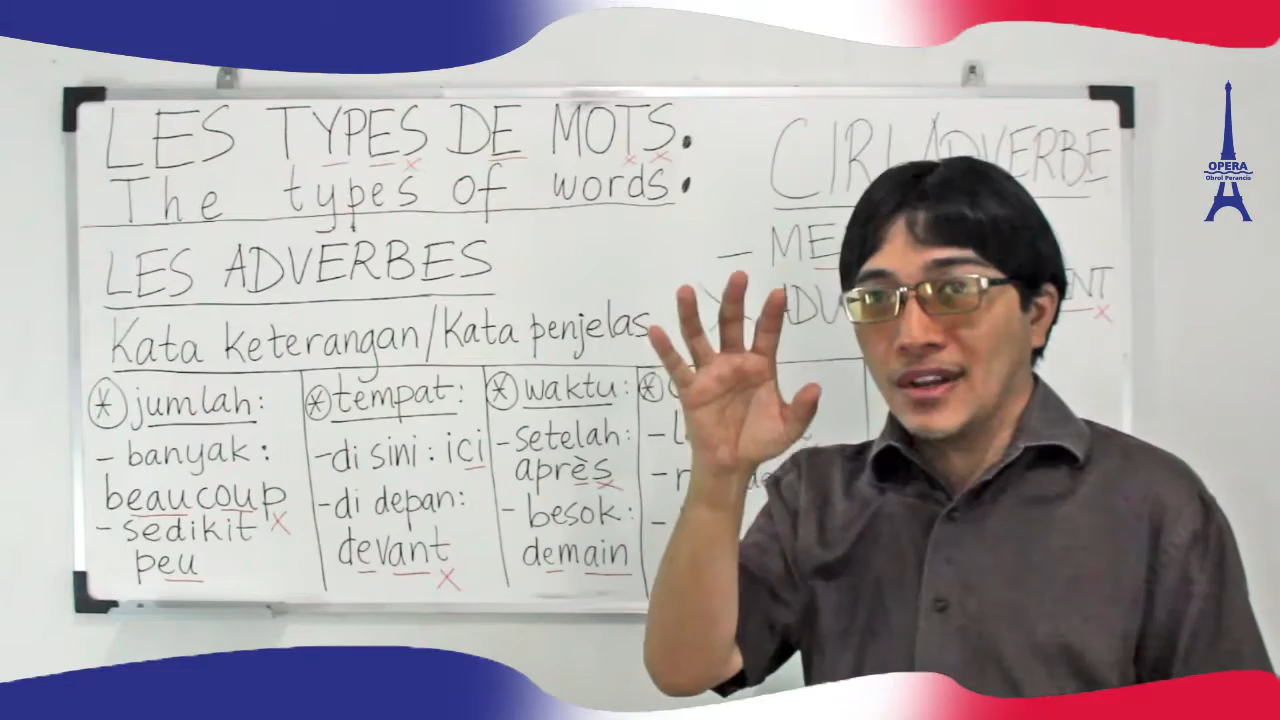 LES TYPES DE MOTS:
The types of words:
LES ADVERBES
Kata keterangan/Kata penjelas
* jumlah:
- banyak:
beaucoup
- sedikit
peu
* tempat:
- di sini: ici
- di depan:
devant
* waktu:
- setelah:
après
- besok:
demain
CIRI ADVERBE
OPERA
Obrol Perancis